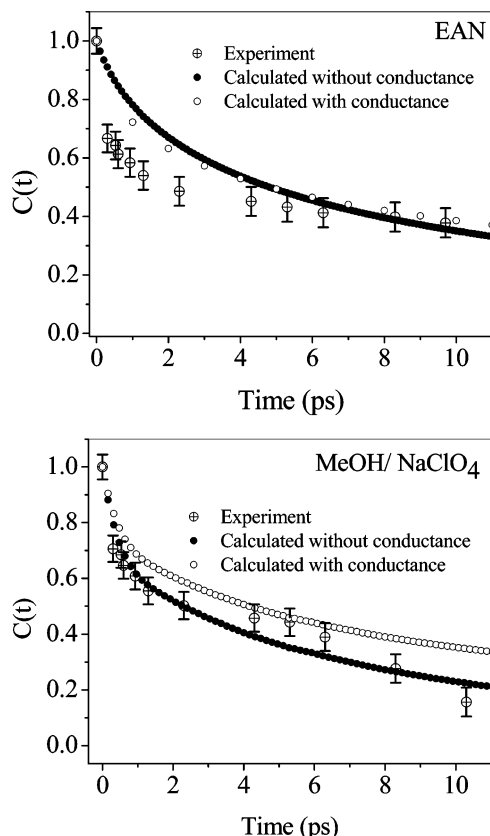 EAN
Experiment
Calculated without conductance
Calculated with conductance
1.0
0.8
0.6
0.4
0.2
0.0
C(t)
0 2 4 6 8 10
Time (ps)
MeOH/ NaClO₄
Experiment
Calculated without conductance
Calculated with conductance
1.0
0.8
0.6
0.4
0.2
0.0
C(t)
0 2 4 6 8 10
Time (ps)